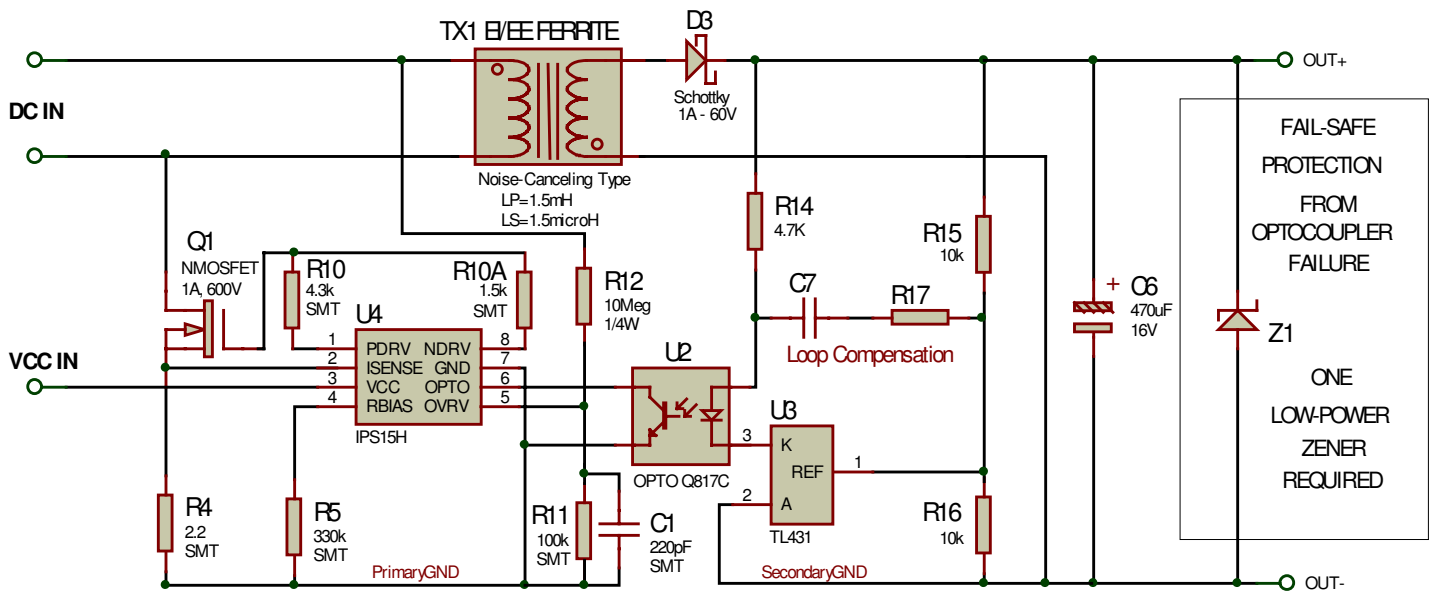 TX1 EI/EE FERRITE
D3
Schottky
1A - 60V
OUT+
DC IN
Noise-Canceling Type
LP=1.5mH
LS=1.5microH
FAIL-SAFE
PROTECTION
FROM
OPTOCOUPLER
FAILURE
ONE
LOW-POWER
ZENER
REQUIRED
R14
4.7K
R15
10k
Q1
NMOSFET
1A, 600V
R10
4.3k
SMT
R10A
1.5k
SMT
R12
10Meg
1/4W
C7
R17
Loop Compensation
+
C6
470uF
16V
Z1
U4
1 PDRV NDRV 8
2 ISENSE GND 7
3 VCC OPTO 6
4 RBIAS OVRV 5
IPS15H
VCC IN
U2
OPTO Q817C
U3
3 K
REF 1
2 A
TL431
R4
2.2
SMT
R5
330k
SMT
R11
100k
SMT
C1
220pF
SMT
R16
10k
PrimaryGND
SecondaryGND
OUT-